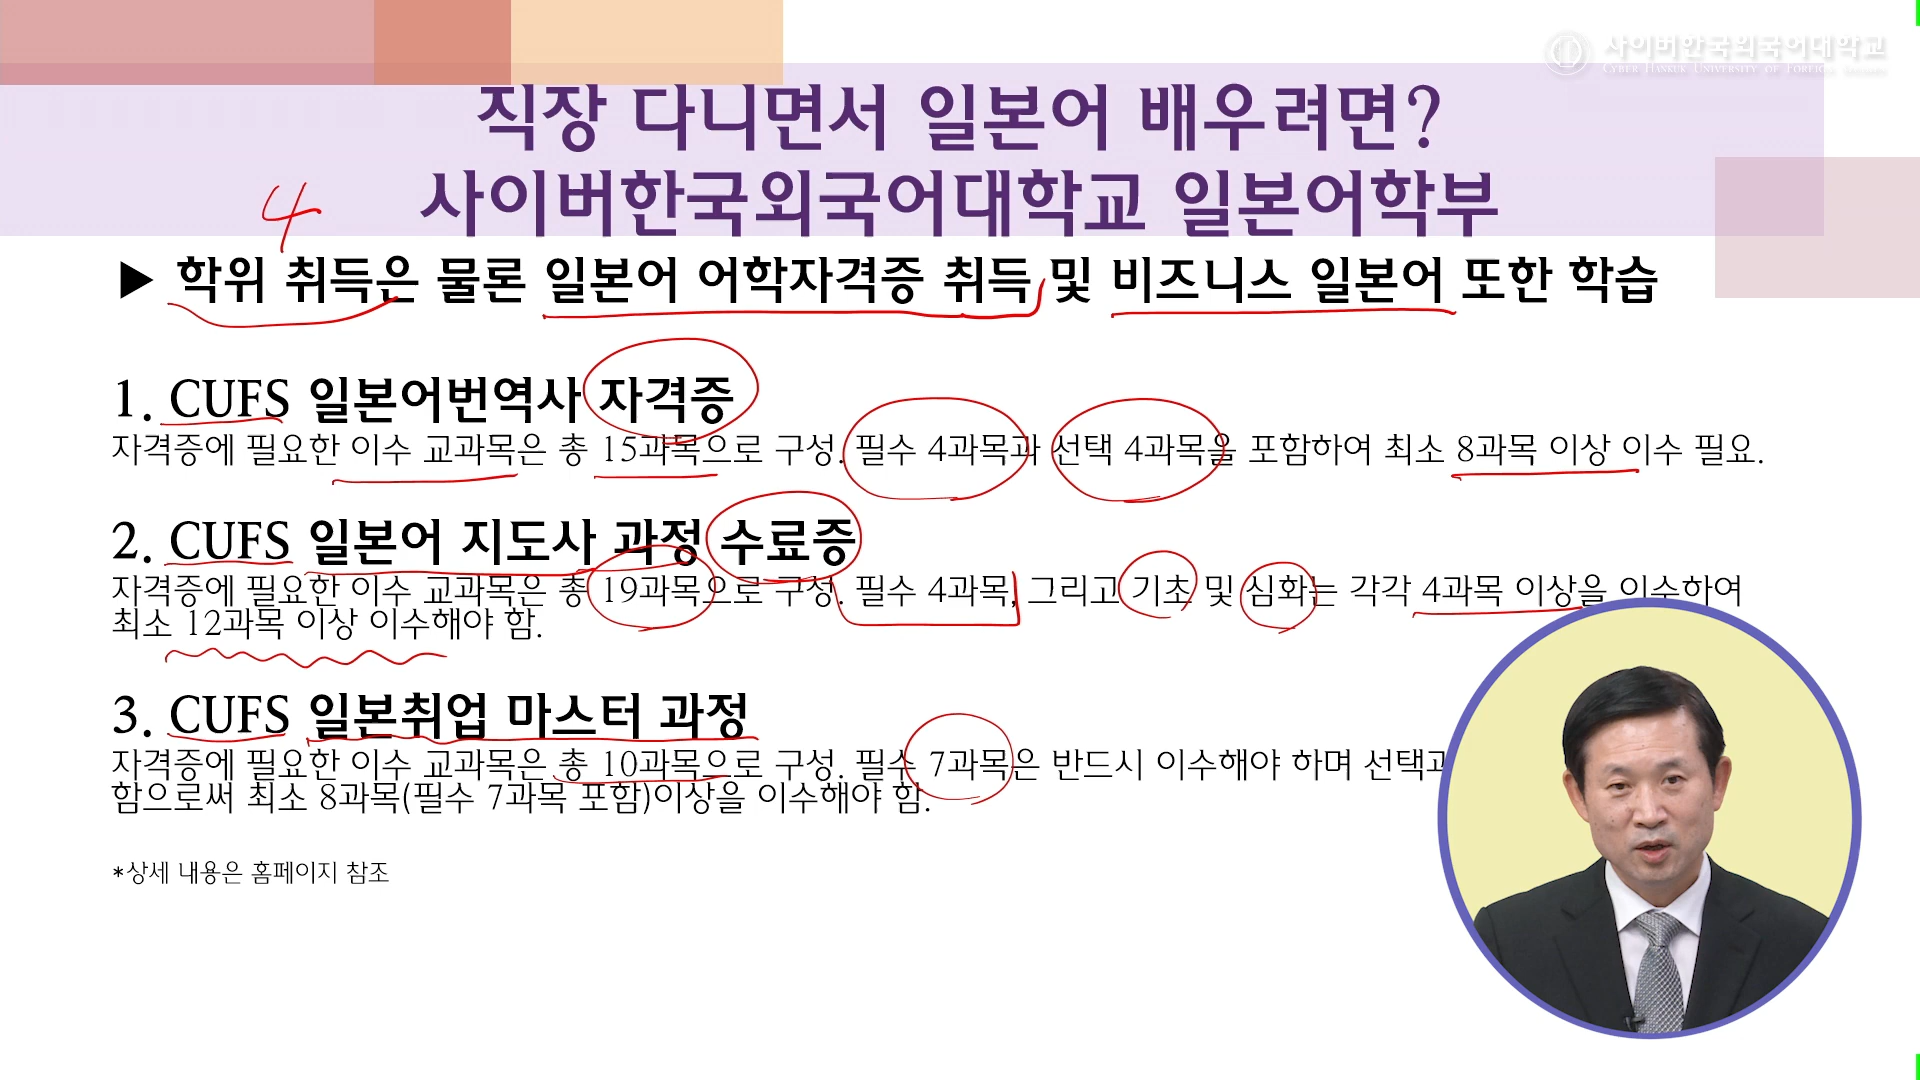 사이버한국외국어대학교
CYBER HANKUK UNIVERSITY OF FOREIGN STUDIES
직장 다니면서 일본어 배우려면?
사이버한국외국어대학교 일본어학부
4
▶ 학위 취득은 물론 일본어 어학자격증 취득 및 비즈니스 일본어 또한 학습
1. CUFS 일본어번역사 자격증
자격증에 필요한 이수 교과목은 총 15과목으로 구성. 필수 4과목과 선택 4과목을 포함하여 최소 8과목 이상 이수 필요.
2. CUFS 일본어 지도사 과정 수료증
자격증에 필요한 이수 교과목은 총 19과목으로 구성. 필수 4과목, 그리고 기초 및 심화는 각각 4과목 이상을 이수하여
최소 12과목 이상 이수해야 함.
3. CUFS 일본취업 마스터 과정
자격증에 필요한 이수 교과목은 총 10과목으로 구성. 필수 7과목은 반드시 이수해야 하며
함으로써 최소 8과목(필수 7과목 포함)이상을 이수해야 함.
*상세 내용은 홈페이지 참조